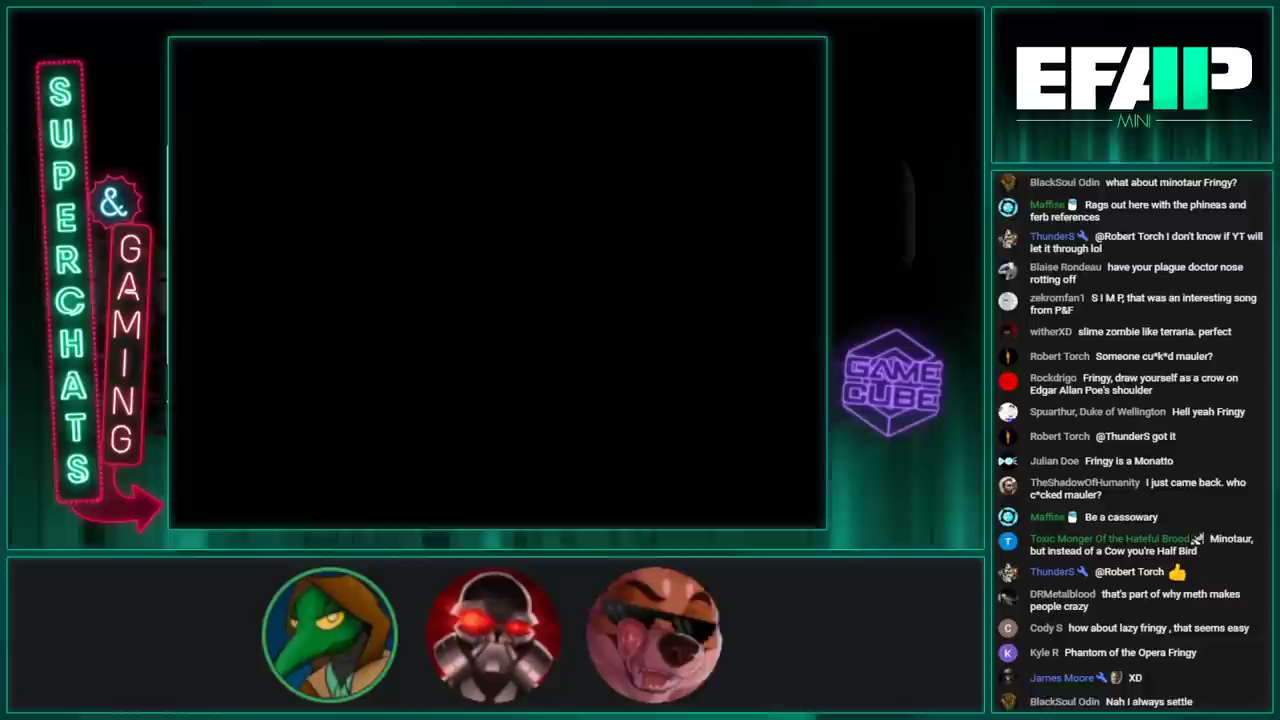 SUPERCHATS
&
GAMING
GAME
CUBE
EFAP
MINI
BlackSoul Odin what about minotaur Fringy?
Maffise Rags out here with the phineas and
ferb references
ThunderS @Robert Torch I don't know if YT will
let it through lol
Blaise Rondeau have your plague doctor nose
rotting off
zekromfan1 S I M P, that was an interesting song
from P&F
witherXD slime zombie like terraria. perfect
Robert Torch Someone cu*k*d mauler?
Rockdrigo Fringy, draw yourself as a crow on
Edgar Allan Poe's shoulder
Spuarthur, Duke of Wellington Hell yeah Fringy
Robert Torch @ThunderS got it
Julian Doe Fringy is a Monatto
TheShadowOfHumanity I just came back. who
c*cked mauler?
Maffise Be a cassowary
T Toxic Monger Of the Hateful Brood Minotaur,
but instead of a Cow you're Half Bird
ThunderS @Robert Torch 👍
DRMetalblood that's part of why meth makes
people crazy
C Cody S how about lazy fringy , that seems easy
K Kyle R Phantom of the Opera Fringy
James Moore XD
BlackSoul Odin Nah I always settle